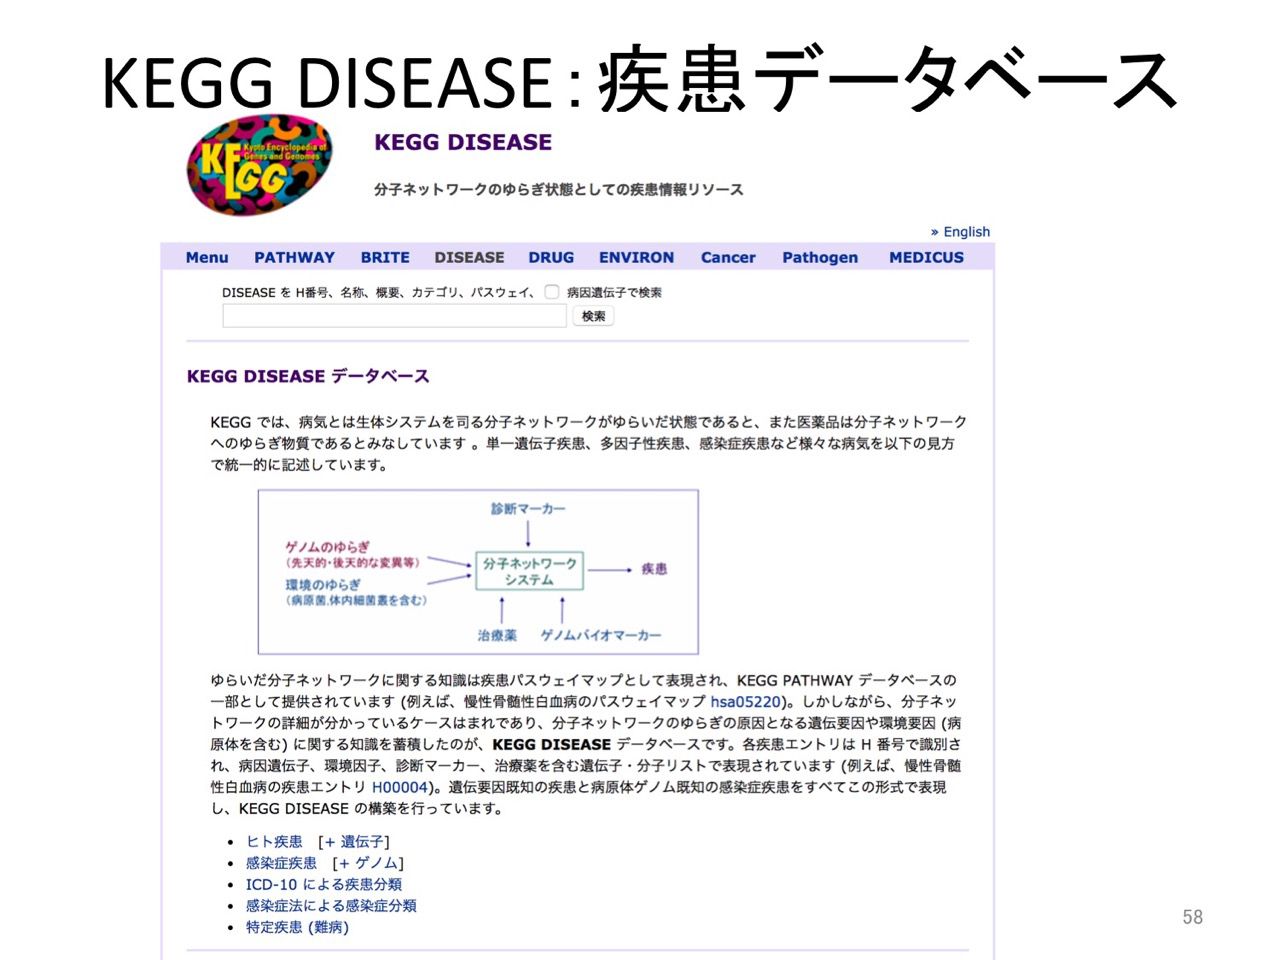 KEGG DISEASE：疾患データベース
KEGG
Kyoto Encyclopedia of
Genes and Genomes
KEGG DISEASE
分子ネットワークのゆらぎ状態としての疾患情報リソース
» English
Menu PATHWAY BRITE DISEASE DRUG ENVIRON Cancer Pathogen MEDICUS
DISEASE を H番号、名称、概要、カテゴリ、パスウェイ、 病因遺伝子で検索
検索
KEGG DISEASE データベース
KEGG では、病気とは生体システムを司る分子ネットワークがゆらいだ状態であると、また医薬品は分子ネットワーク
へのゆらぎ物質であるとみなしています 。単一遺伝子疾患、多因子性疾患、感染症疾患など様々な病気を以下の見方
で統一的に記述しています。
診断マーカー
ゲノムのゆらぎ
（先天的・後天的な変異等）
環境のゆらぎ
（病原菌,体内細菌叢を含む）
分子ネットワーク
システム
疾患
治療薬 ゲノムバイオマーカー
ゆらいだ分子ネットワークに関する知識は疾患パスウェイマップとして表現され、KEGG PATHWAY データベースの
一部として提供されています (例えば、慢性骨髄性白血病のパスウェイマップ hsa05220)。しかしながら、分子ネッ
トワークの詳細が分かっているケースはまれであり、分子ネットワークのゆらぎの原因となる遺伝要因や環境要因 (病
原体を含む) に関する知識を蓄積したのが、KEGG DISEASE データベースです。各疾患エントリは H 番号で識別さ
れ、病因遺伝子、環境因子、診断マーカー、治療薬を含む遺伝子・分子リストで表現されています (例えば、慢性骨髄
性白血病の疾患エントリ H00004)。遺伝要因既知の疾患と病原体ゲノム既知の感染症疾患をすべてこの形式で表現
し、KEGG DISEASE の構築を行っています。
• ヒト疾患 [+ 遺伝子]
• 感染症疾患 [+ ゲノム]
• ICD-10 による疾患分類
• 感染症法による感染症分類
• 特定疾患 (難病)
58